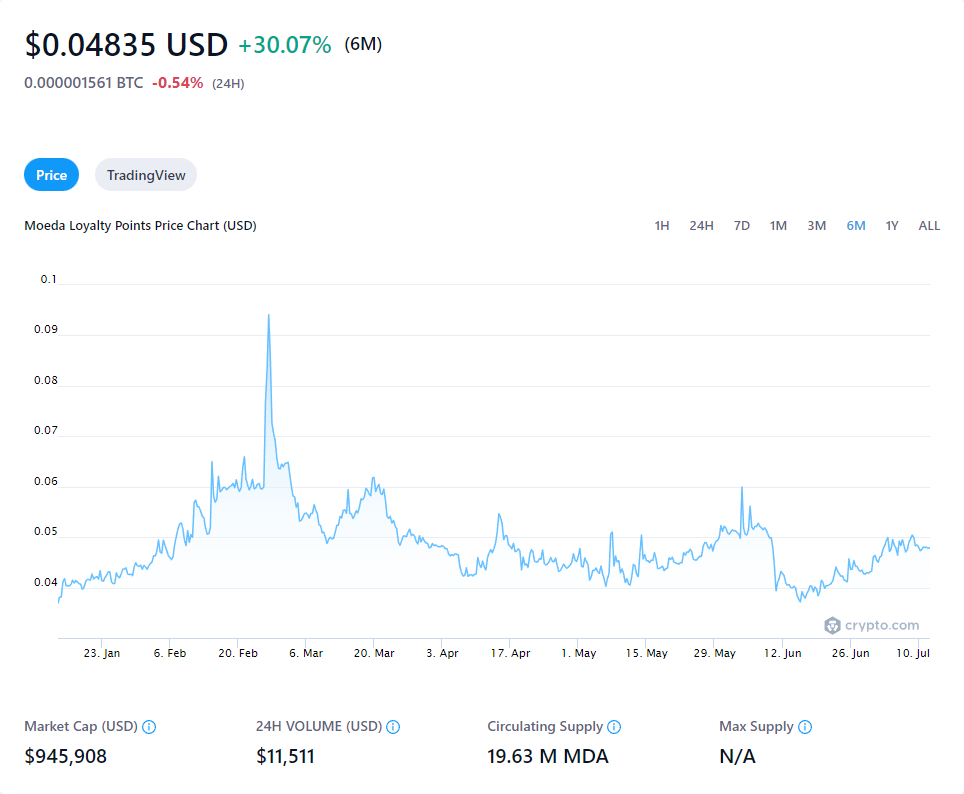 $0.04835 USD +30.07% (6M)
0.000001561 BTC -0.54% (24H)
Price TradingView
Moeda Loyalty Points Price Chart (USD) 1H 24H 7D 1M 3M 6M 1Y ALL
0.1
0.09
0.08
0.07
0.06
0.05
0.04
crypto.com
23. Jan 6. Feb 20. Feb 6. Mar 20. Mar 3. Apr 17. Apr 1. May 15. May 29. May 12. Jun 26. Jun 10. Jul
Market Cap (USD) 24H VOLUME (USD) Circulating Supply Max Supply
$945,908 $11,511 19.63 M MDA N/A